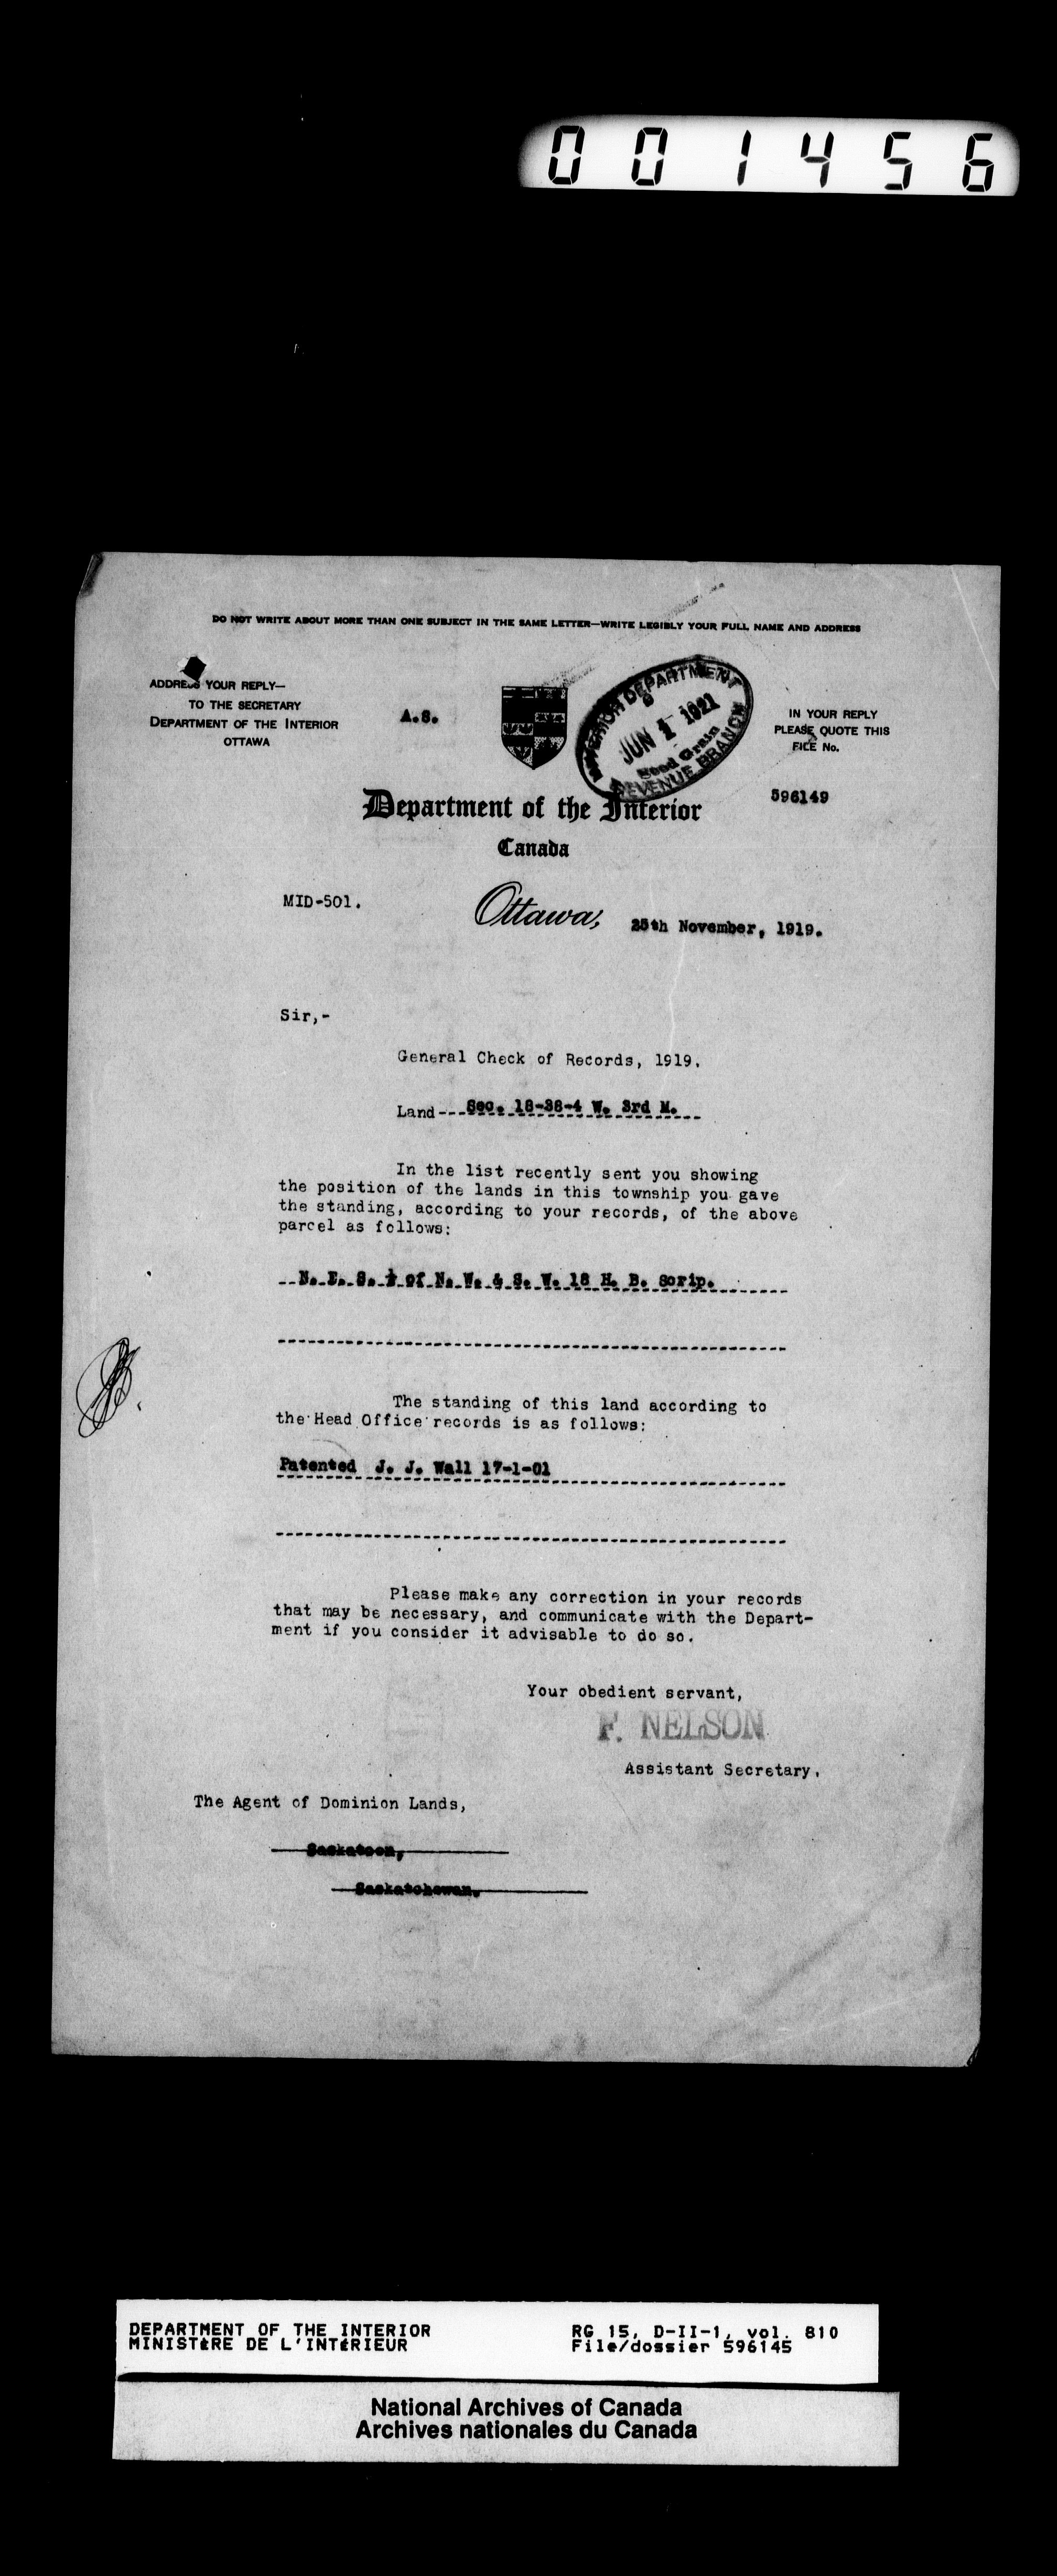 001456
DO NOT WRITE ABOUT MORE THAN ONE SUBJECT IN THE SAME LETTER—WRITE LEGIBLY YOUR FULL NAME AND ADDRESS
ADDRESS YOUR REPLY—
TO THE SECRETARY
DEPARTMENT OF THE INTERIOR
OTTAWA
A.S.
INTERIOR DEPARTMENT
JUN 1 1921
Seed Grain
REVENUE BRANCH
IN YOUR REPLY
PLEASE QUOTE THIS
FILE No.
596149
Department of the Interior
Canada
MID-501.
Ottawa, 25th November, 1919.
Sir,-
General Check of Records, 1919.
Land---Sec. 18-38-4 W. 3rd M.
In the list recently sent you showing
the position of the lands in this township you gave
the standing, according to your records, of the above
parcel as follows:
N. E. S. ½ of N. W. & S. W. 18 H. B. scrip.
The standing of this land according to
the Head Office records is as follows:
Patented J. J. Wall 17-1-01
Please make any correction in your records
that may be necessary, and communicate with the Depart-
ment if you consider it advisable to do so.
Your obedient servant,
F. NELSON
Assistant Secretary.
The Agent of Dominion Lands,
Saskatoon,
Saskatchewan.
DEPARTMENT OF THE INTERIOR
MINISTÈRE DE L'INTÉRIEUR
RG 15, D-II-1, vol. 810
File/dossier 596145
National Archives of Canada
Archives nationales du Canada